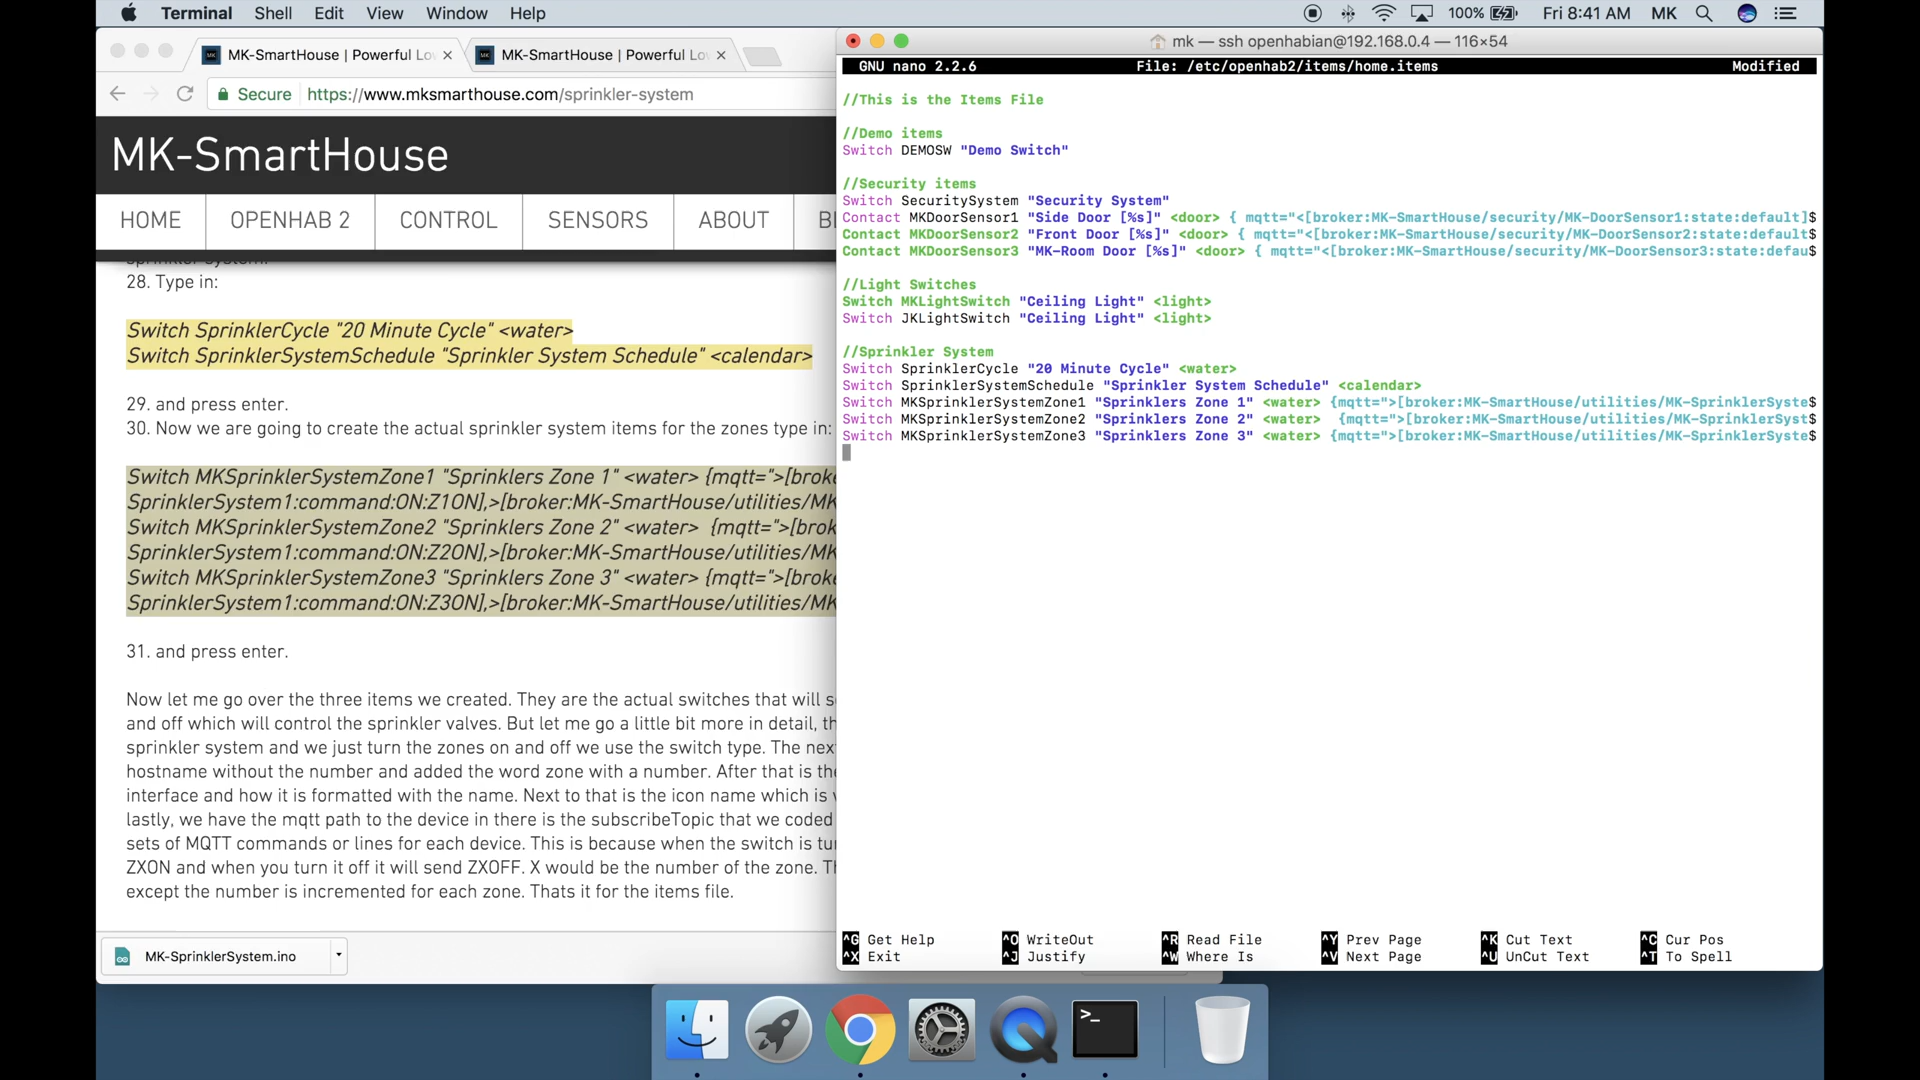 Terminal Shell Edit View Window Help
100% Fri 8:41 AM MK
MK-SmartHouse | Powerful Lo
MK-SmartHouse | Powerful Lo
Secure https://www.mksmarthouse.com/sprinkler-system
MK-SmartHouse
HOME OPENHAB 2 CONTROL SENSORS ABOUT
sprinkler system.
28. Type in:
Switch SprinklerCycle "20 Minute Cycle" <water>
Switch SprinklerSystemSchedule "Sprinkler System Schedule" <calendar>
29. and press enter.
30. Now we are going to create the actual sprinkler system items for the zones type in:
Switch MKSprinklerSystemZone1 "Sprinklers Zone 1" <water> {mqtt=">[broke
SprinklerSystem1:command:ON:Z1ON],>[broker:MK-SmartHouse/utilities/MK
Switch MKSprinklerSystemZone2 "Sprinklers Zone 2" <water>  {mqtt=">[brok
SprinklerSystem1:command:ON:Z2ON],>[broker:MK-SmartHouse/utilities/MK
Switch MKSprinklerSystemZone3 "Sprinklers Zone 3" <water> {mqtt=">[broke
SprinklerSystem1:command:ON:Z3ON],>[broker:MK-SmartHouse/utilities/MK
31. and press enter.
Now let me go over the three items we created. They are the actual switches that will s
and off which will control the sprinkler valves. But let me go a little bit more in detail, th
sprinkler system and we just turn the zones on and off we use the switch type. The nex
hostname without the number and added the word zone with a number. After that is the
interface and how it is formatted with the name. Next to that is the icon name which is
lastly, we have the mqtt path to the device in there is the subscribeTopic that we coded
sets of MQTT commands or lines for each device. This is because when the switch is tu
ZXON and when you turn it off it will send ZXOFF. X would be the number of the zone. Th
except the number is incremented for each zone. Thats it for the items file.
MK-SprinklerSystem.ino
mk — ssh openhabian@192.168.0.4 — 116×54
GNU nano 2.2.6 File: /etc/openhab2/items/home.items Modified
//This is the Items File
//Demo items
Switch DEMOSW "Demo Switch"
//Security items
Switch SecuritySystem "Security System"
Contact MKDoorSensor1 "Side Door [%s]" <door> { mqtt="<[broker:MK-SmartHouse/security/MK-DoorSensor1:state:default]$
Contact MKDoorSensor2 "Front Door [%s]" <door> { mqtt="<[broker:MK-SmartHouse/security/MK-DoorSensor2:state:default$
Contact MKDoorSensor3 "MK-Room Door [%s]" <door> { mqtt="<[broker:MK-SmartHouse/security/MK-DoorSensor3:state:defau$
//Light Switches
Switch MKLightSwitch "Ceiling Light" <light>
Switch JKLightSwitch "Ceiling Light" <light>
//Sprinkler System
Switch SprinklerCycle "20 Minute Cycle" <water>
Switch SprinklerSystemSchedule "Sprinkler System Schedule" <calendar>
Switch MKSprinklerSystemZone1 "Sprinklers Zone 1" <water> {mqtt=">[broker:MK-SmartHouse/utilities/MK-SprinklerSyste$
Switch MKSprinklerSystemZone2 "Sprinklers Zone 2" <water>  {mqtt=">[broker:MK-SmartHouse/utilities/MK-SprinklerSyst$
Switch MKSprinklerSystemZone3 "Sprinklers Zone 3" <water> {mqtt=">[broker:MK-SmartHouse/utilities/MK-SprinklerSyste$
^G Get Help ^O WriteOut ^R Read File ^Y Prev Page ^K Cut Text ^C Cur Pos
^X Exit ^J Justify ^W Where Is ^V Next Page ^U UnCut Text ^T To Spell